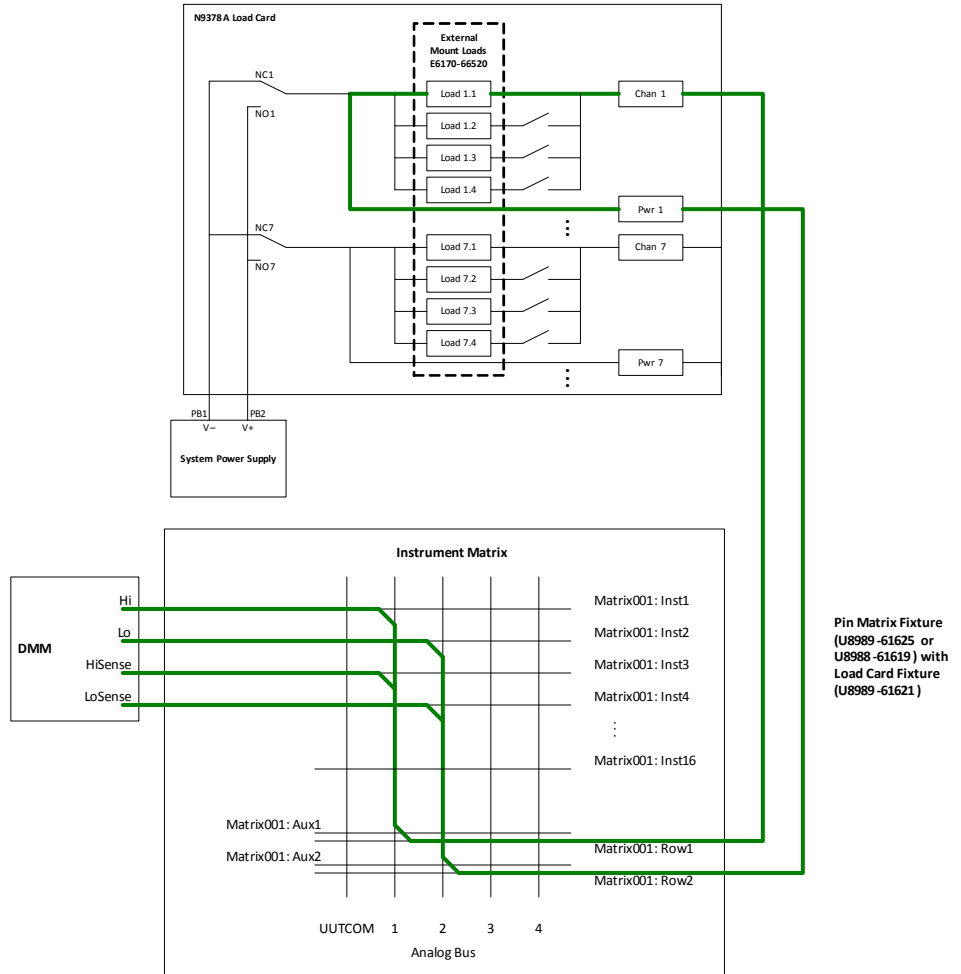 N9378A Load Card
External
Mount Loads
E6170-66520
NC1
NO1
Load 1.1
Chan 1
Load 1.2
Load 1.3
Load 1.4
Pwr 1
NC7
NO7
Load 7.1
Chan 7
Load 7.2
Load 7.3
Load 7.4
Pwr 7
PB1
PB2
V–
V+
System Power Supply
Instrument Matrix
DMM
Hi
Lo
HiSense
LoSense
Matrix001: Inst1
Matrix001: Inst2
Matrix001: Inst3
Matrix001: Inst4
Matrix001: Inst16
Matrix001: Aux1
Matrix001: Aux2
Matrix001: Row1
Matrix001: Row2
UUTCOM 1 2 3 4
Analog Bus
Pin Matrix Fixture
(U8989-61625 or
U8988-61619) with
Load Card Fixture
(U8989-61621)